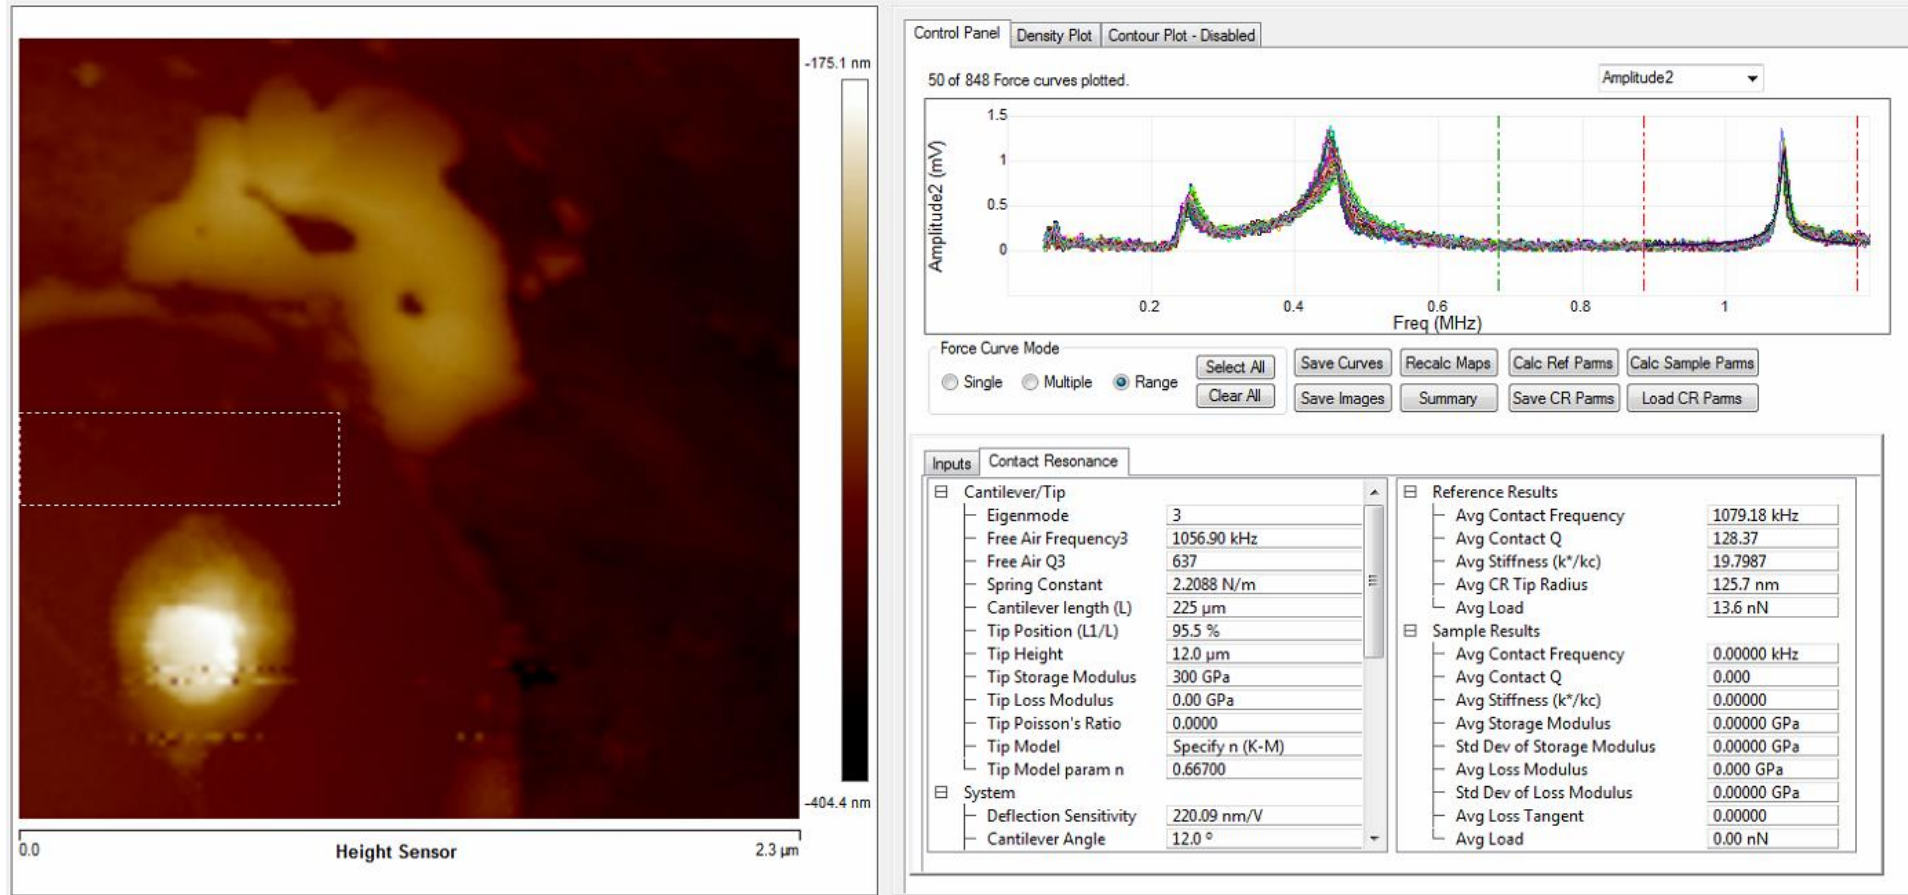 -175.1 nm
-404.4 nm
0.0
Height Sensor
2.3 µm
Control Panel
Density Plot
Contour Plot - Disabled
50 of 848 Force curves plotted.
Amplitude2
Amplitude2 (mV)
1.5
1
0.5
0
0.2
0.4
0.6
0.8
1
Freq (MHz)
Force Curve Mode
Single
Multiple
Range
Select All
Clear All
Save Curves
Recalc Maps
Calc Ref Parms
Calc Sample Parms
Save Images
Summary
Save CR Parms
Load CR Parms
Inputs
Contact Resonance
Cantilever/Tip
Eigenmode 3
Free Air Frequency3 1056.90 kHz
Free Air Q3 637
Spring Constant 2.2088 N/m
Cantilever length (L) 225 µm
Tip Position (L1/L) 95.5 %
Tip Height 12.0 µm
Tip Storage Modulus 300 GPa
Tip Loss Modulus 0.00 GPa
Tip Poisson's Ratio 0.0000
Tip Model Specify n (K-M)
Tip Model param n 0.66700
System
Deflection Sensitivity 220.09 nm/V
Cantilever Angle 12.0 º
Reference Results
Avg Contact Frequency 1079.18 kHz
Avg Contact Q 128.37
Avg Stiffness (k*/kc) 19.7987
Avg CR Tip Radius 125.7 nm
Avg Load 13.6 nN
Sample Results
Avg Contact Frequency 0.00000 kHz
Avg Contact Q 0.000
Avg Stiffness (k*/kc) 0.00000
Avg Storage Modulus 0.00000 GPa
Std Dev of Storage Modulus 0.00000 GPa
Avg Loss Modulus 0.000 GPa
Std Dev of Loss Modulus 0.00000 GPa
Avg Loss Tangent 0.00000
Avg Load 0.00 nN